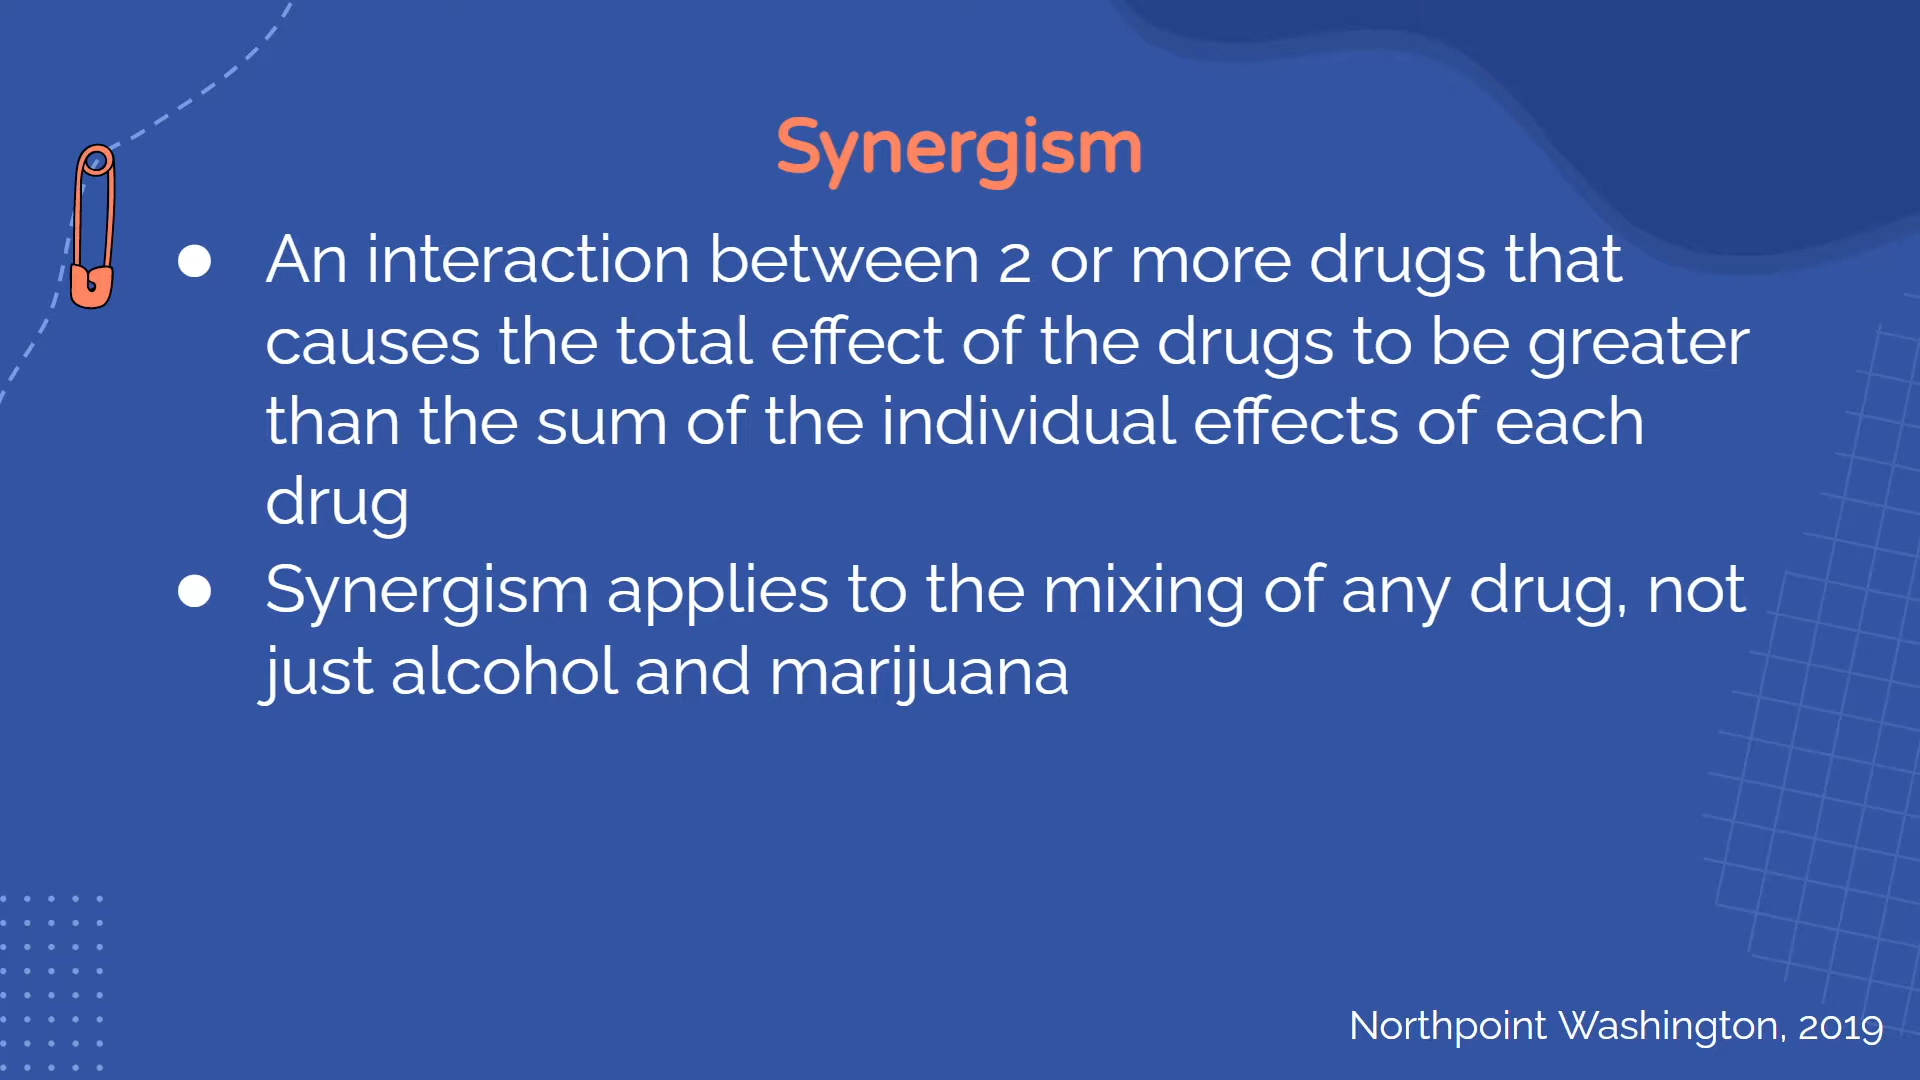 Synergism
● An interaction between 2 or more drugs that
causes the total effect of the drugs to be greater
than the sum of the individual effects of each
drug
● Synergism applies to the mixing of any drug, not
just alcohol and marijuana
Northpoint Washington, 2019